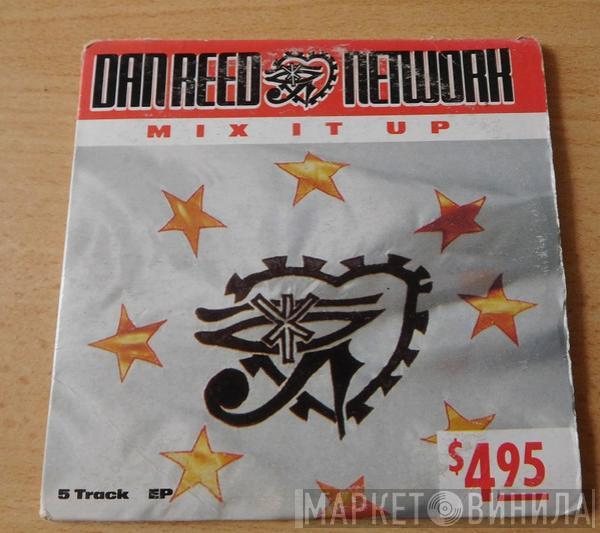 DAN REED NETWORK
MIX IT UP
5 Track EP
$4.95
МАРКЕТ ВИНИЛА